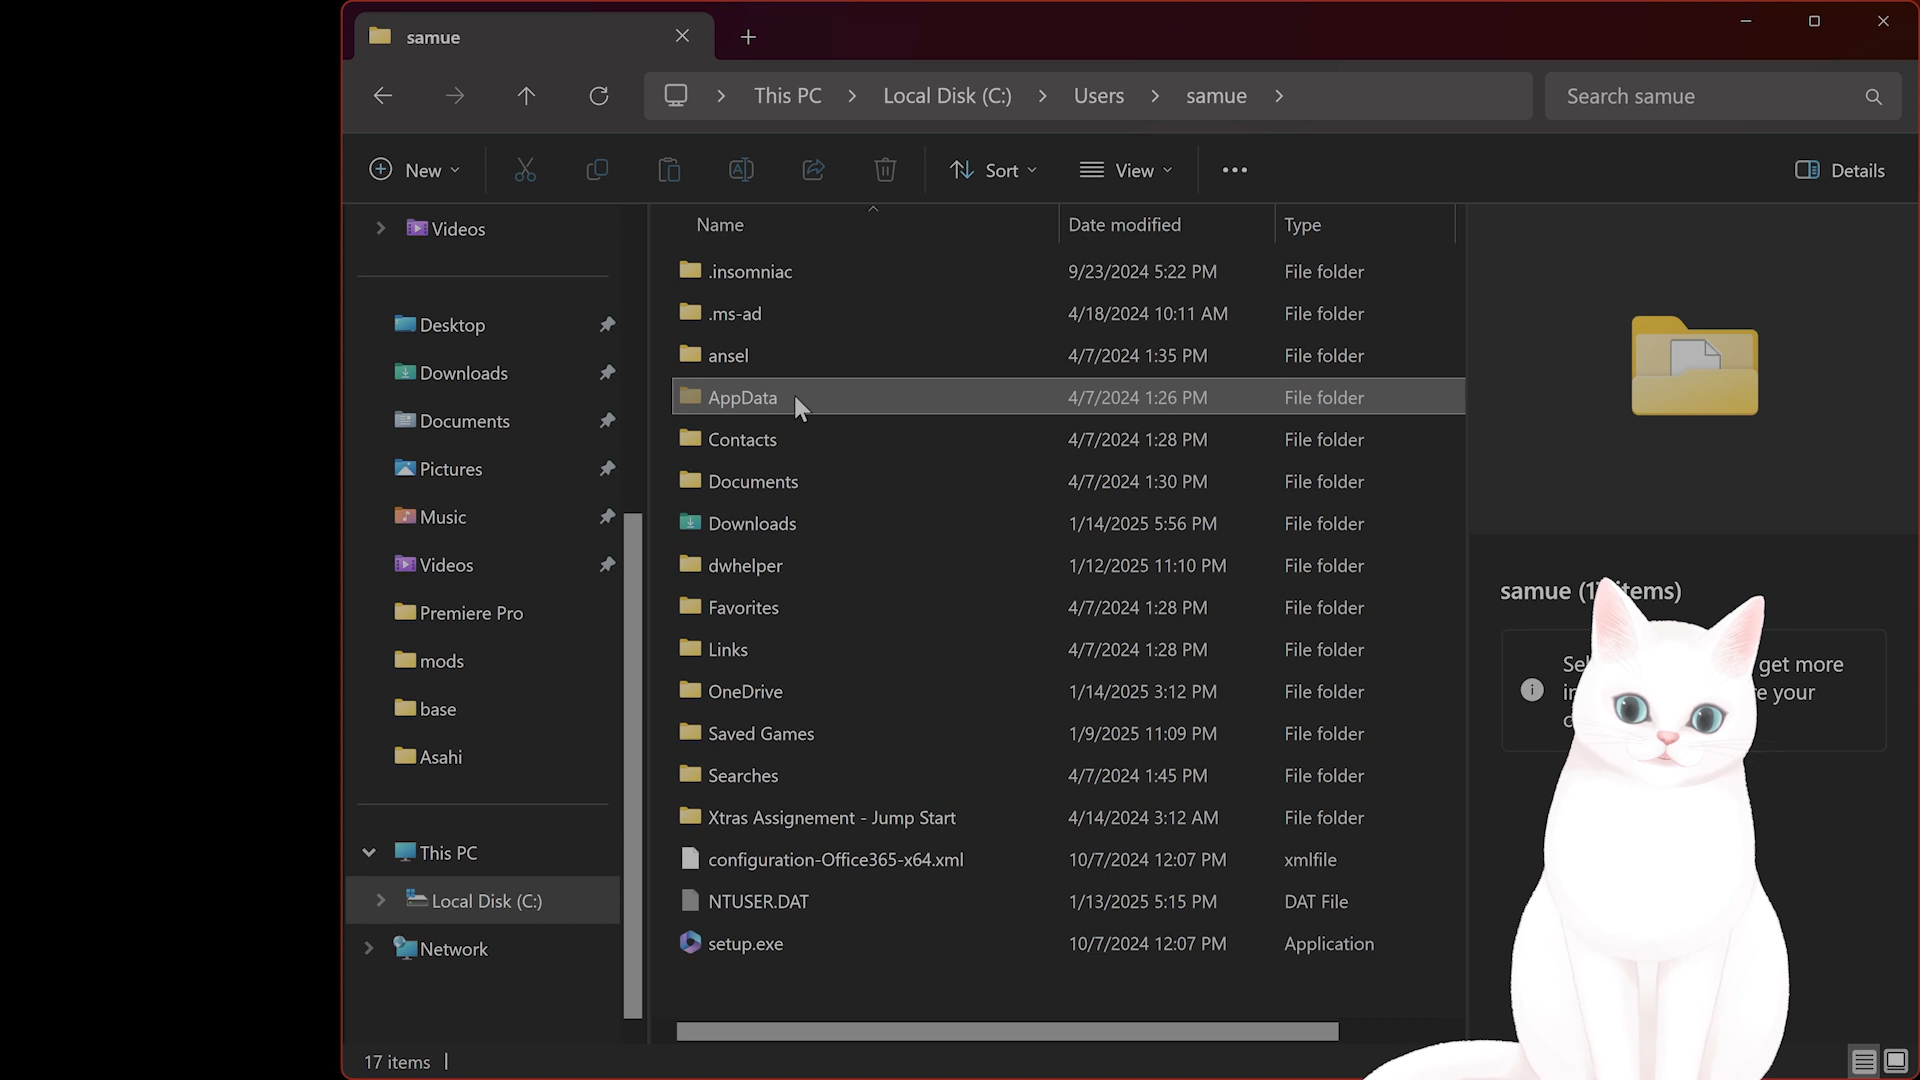 samue
This PC > Local Disk (C:) > Users > samue >
Search samue
New
Sort
View
Details
Videos
Desktop
Downloads
Documents
Pictures
Music
Videos
Premiere Pro
mods
base
Asahi
This PC
Local Disk (C:)
Network
Name Date modified Type
.insomniac 9/23/2024 5:22 PM File folder
.ms-ad 4/18/2024 10:11 AM File folder
ansel 4/7/2024 1:35 PM File folder
AppData 4/7/2024 1:26 PM File folder
Contacts 4/7/2024 1:28 PM File folder
Documents 4/7/2024 1:30 PM File folder
Downloads 1/14/2025 5:56 PM File folder
dwhelper 1/12/2025 11:10 PM File folder
Favorites 4/7/2024 1:28 PM File folder
Links 4/7/2024 1:28 PM File folder
OneDrive 1/14/2025 3:12 PM File folder
Saved Games 1/9/2025 11:09 PM File folder
Searches 4/7/2024 1:45 PM File folder
Xtras Assignement - Jump Start 4/14/2024 3:12 AM File folder
configuration-Office365-x64.xml 10/7/2024 12:07 PM xmlfile
NTUSER.DAT 1/13/2025 5:15 PM DAT File
setup.exe 10/7/2024 12:07 PM Application
samue
get more
your
17 items